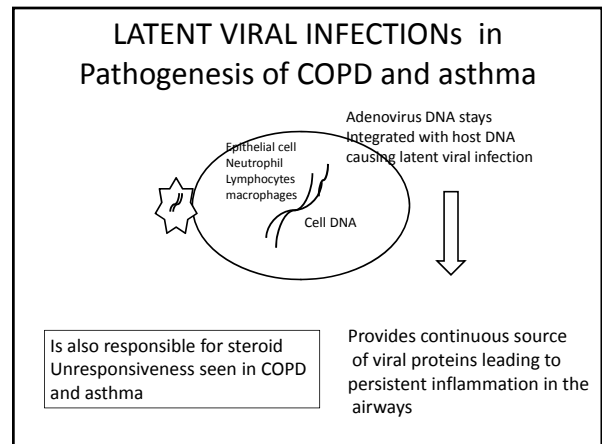 LATENT VIRAL INFECTIONs in
Pathogenesis of COPD and asthma
Adenovirus DNA stays
Integrated with host DNA
causing latent viral infection
Epithelial cell
Neutrophil
Lymphocytes
macrophages
Cell DNA
Is also responsible for steroid
Unresponsiveness seen in COPD
and asthma
Provides continuous source
of viral proteins leading to
persistent inflammation in the
airways